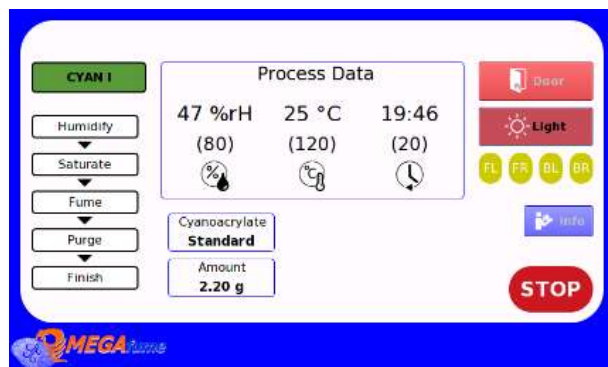 CYAN I
Process Data
Door
47 %rH 25 °C 19:46
Humidify
Light
(80) (120) (20)
Saturate
% °C
FL FR BL BR
Fume
Cyanoacrylate
Standard
info
Purge
Amount
2.20 g
Finish
STOP
OMEGAfume